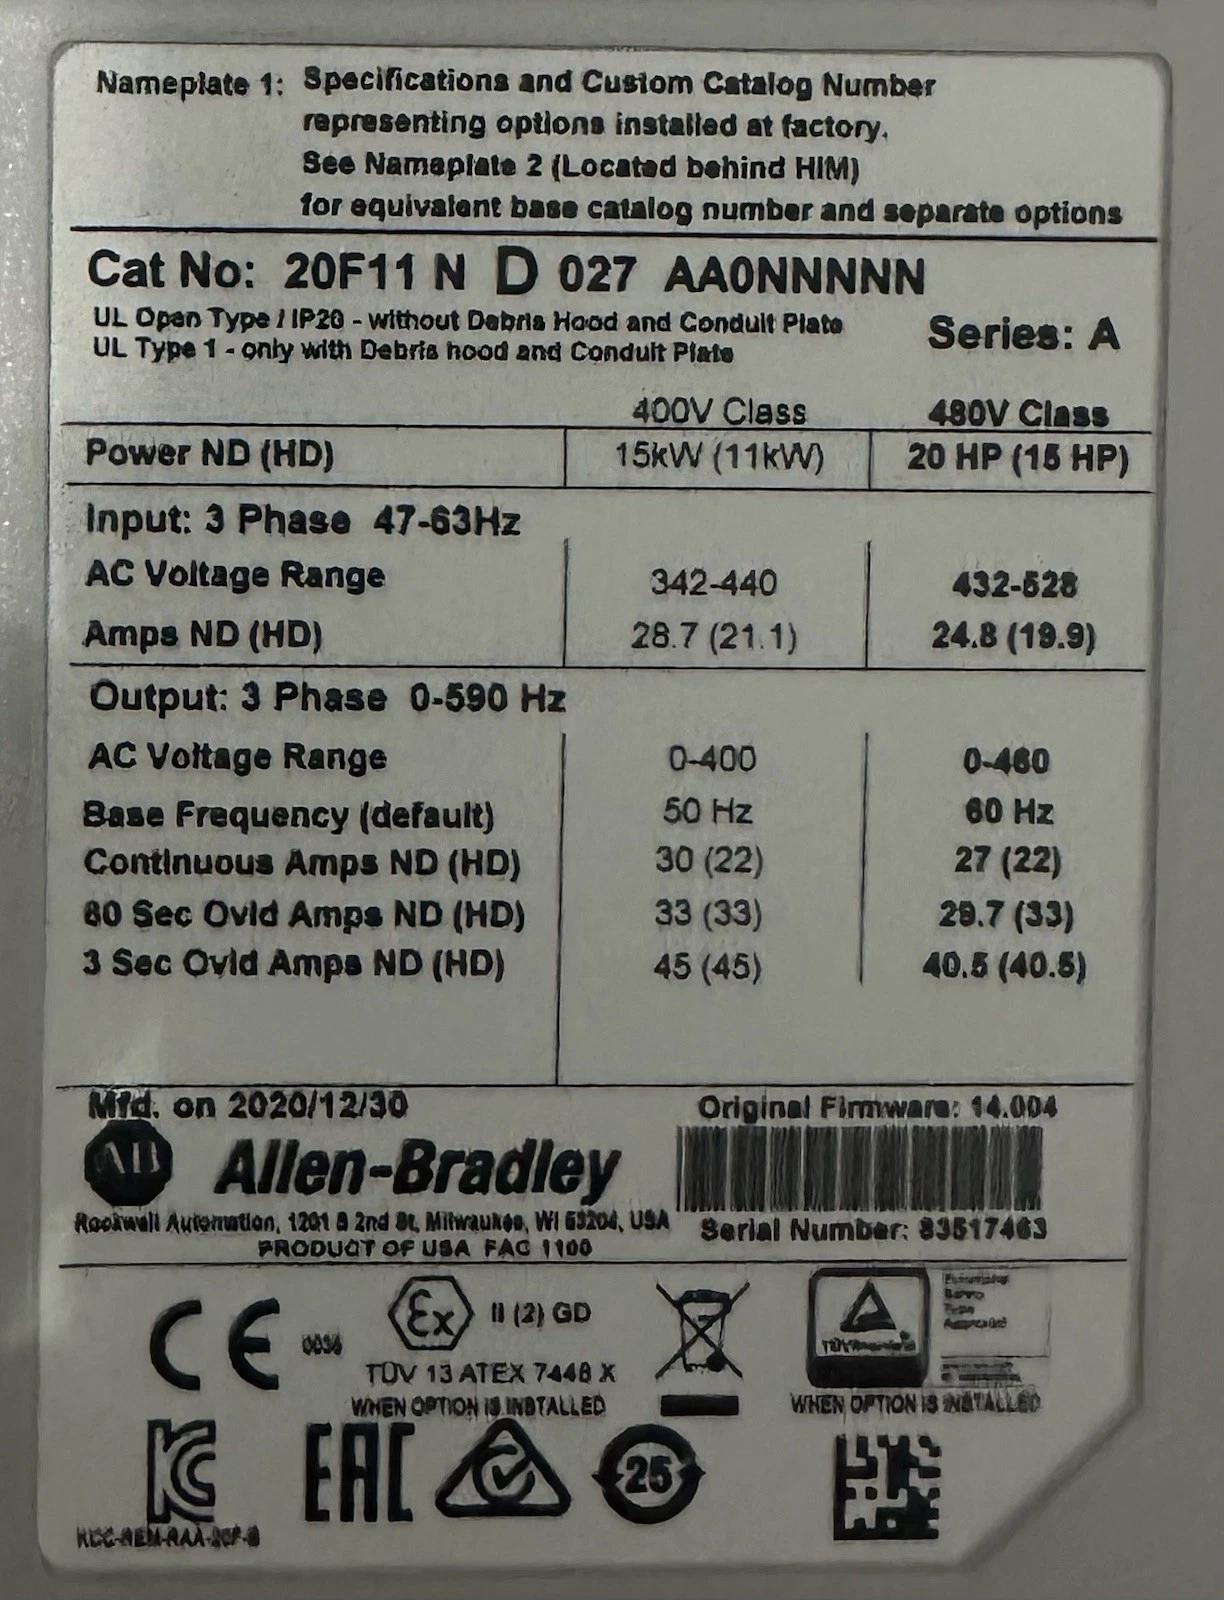 Nameplate 1: Specifications and Custom Catalog Number
representing options installed at factory.
See Nameplate 2 (Located behind HIM)
for equivalent base catalog number and separate options
Cat No: 20F11 N D 027 AA0NNNNN
UL Open Type / IP20 - without Debris Hood and Conduit Plate
UL Type 1 - only with Debris hood and Conduit Plate
Series: A
400V Class 480V Class
Power ND (HD) 15kW (11kW) 20 HP (15 HP)
Input: 3 Phase 47-63Hz
AC Voltage Range 342-440 432-528
Amps ND (HD) 28.7 (21.1) 24.8 (19.9)
Output: 3 Phase 0-590 Hz
AC Voltage Range 0-400 0-460
Base Frequency (default) 50 Hz 60 Hz
Continuous Amps ND (HD) 30 (22) 27 (22)
60 Sec Ovld Amps ND (HD) 33 (33) 29.7 (33)
3 Sec Ovld Amps ND (HD) 45 (45) 40.5 (40.5)
Mfd. on 2020/12/30 Original Firmware: 14.004
AB Allen-Bradley
Rockwell Automation, 1201 S 2nd St, Milwaukee, WI 53204, USA
PRODUCT OF USA FAC 1100
Serial Number: 83517463
CE Ex II (2) GD
TÜV 13 ATEX 7448 X
WHEN OPTION IS INSTALLED WHEN OPTION IS INSTALLED
KC EAC 25